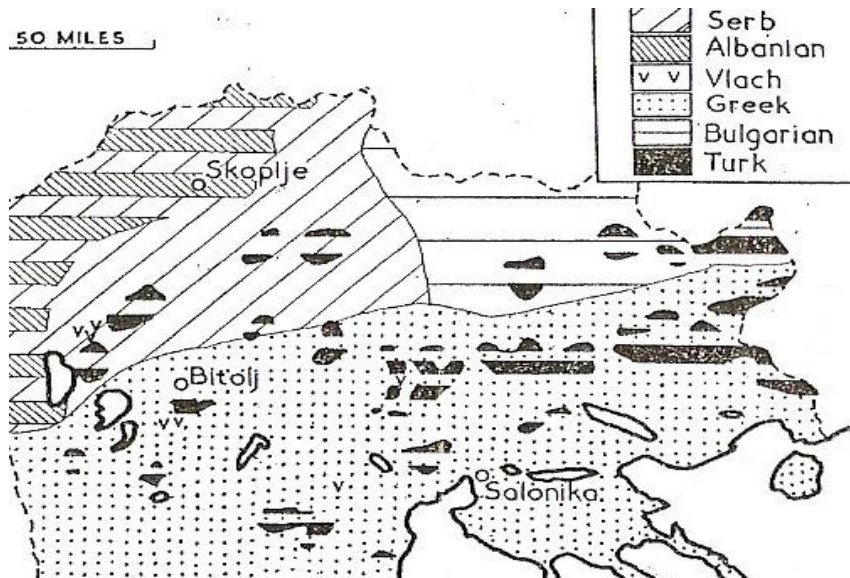 50 MILES
Serb
Albanian
v v Vlach
Greek
Bulgarian
Turk
Skoplje
v v
v
Bitolj
v v
v
v
v
Salonika